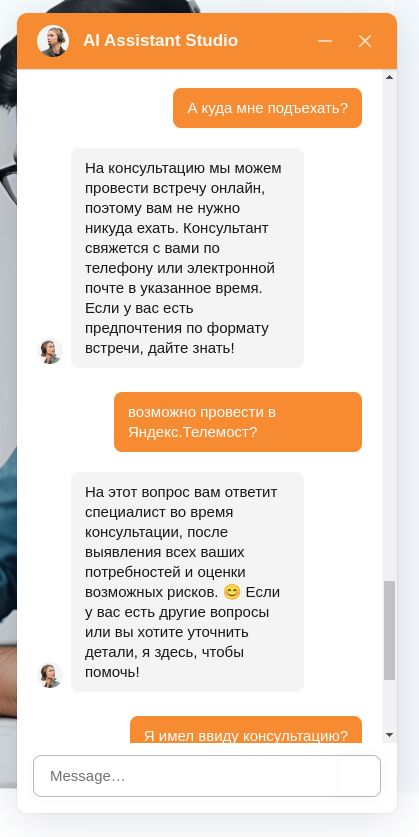 AI Assistant Studio
А куда мне подъехать?
На консультацию мы можем
провести встречу онлайн,
поэтому вам не нужно
никуда ехать. Консультант
свяжется с вами по
телефону или электронной
почте в указанное время.
Если у вас есть
предпочтения по формату
встречи, дайте знать!
возможно провести в
Яндекс.Телемост?
На этот вопрос вам ответит
специалист во время
консультации, после
выявления всех ваших
потребностей и оценки
возможных рисков. 😊 Если
у вас есть другие вопросы
или вы хотите уточнить
детали, я здесь, чтобы
помочь!
Я имел ввиду консультацию?
Message…